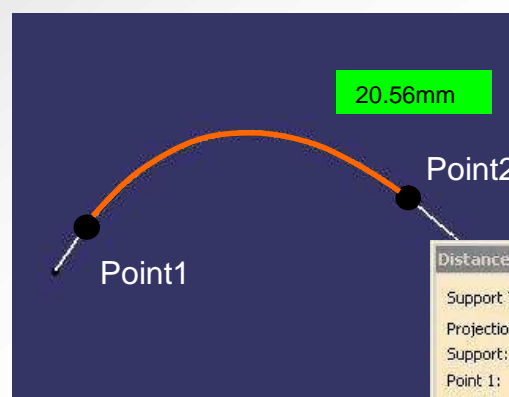 20.56mm
Point2
Point1
Distance
Support
Projectio
Support:
Point 1: